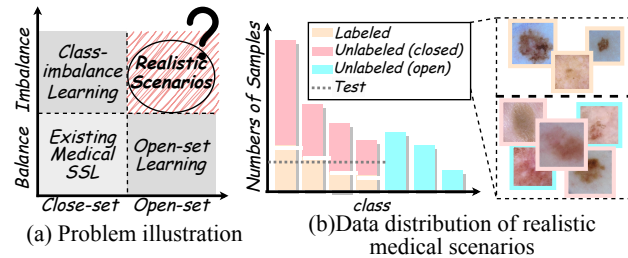 Imbalance
Balance
Class-
imbalance
Learning
Realistic
Scenarios
?
Existing
Medical
SSL
Open-set
Learning
Close-set
Open-set
(a) Problem illustration
Numbers of Samples
Labeled
Unlabeled (closed)
Unlabeled (open)
Test
class
(b)Data distribution of realistic
medical scenarios